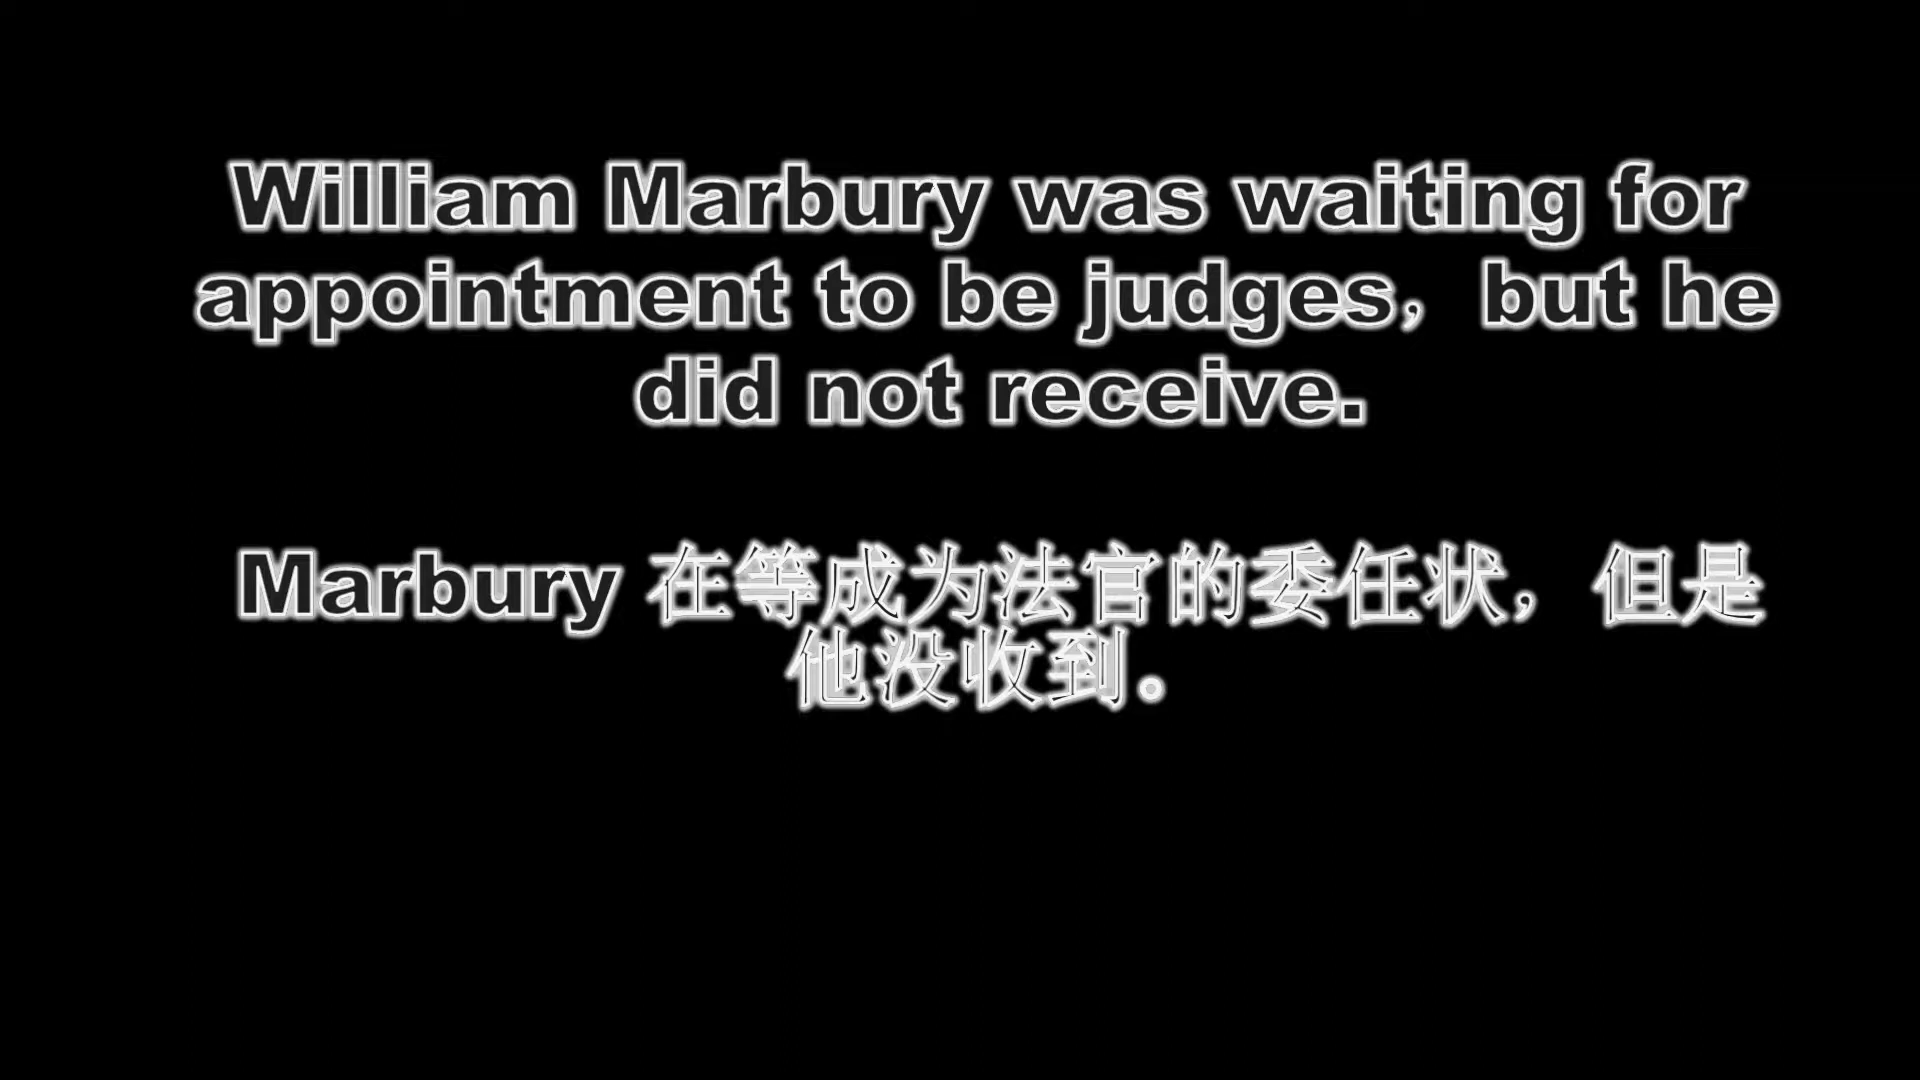 William Marbury was waiting for
appointment to be judges，but he
did not receive.
Marbury 在等成为法官的委任状，但是
他没收到。